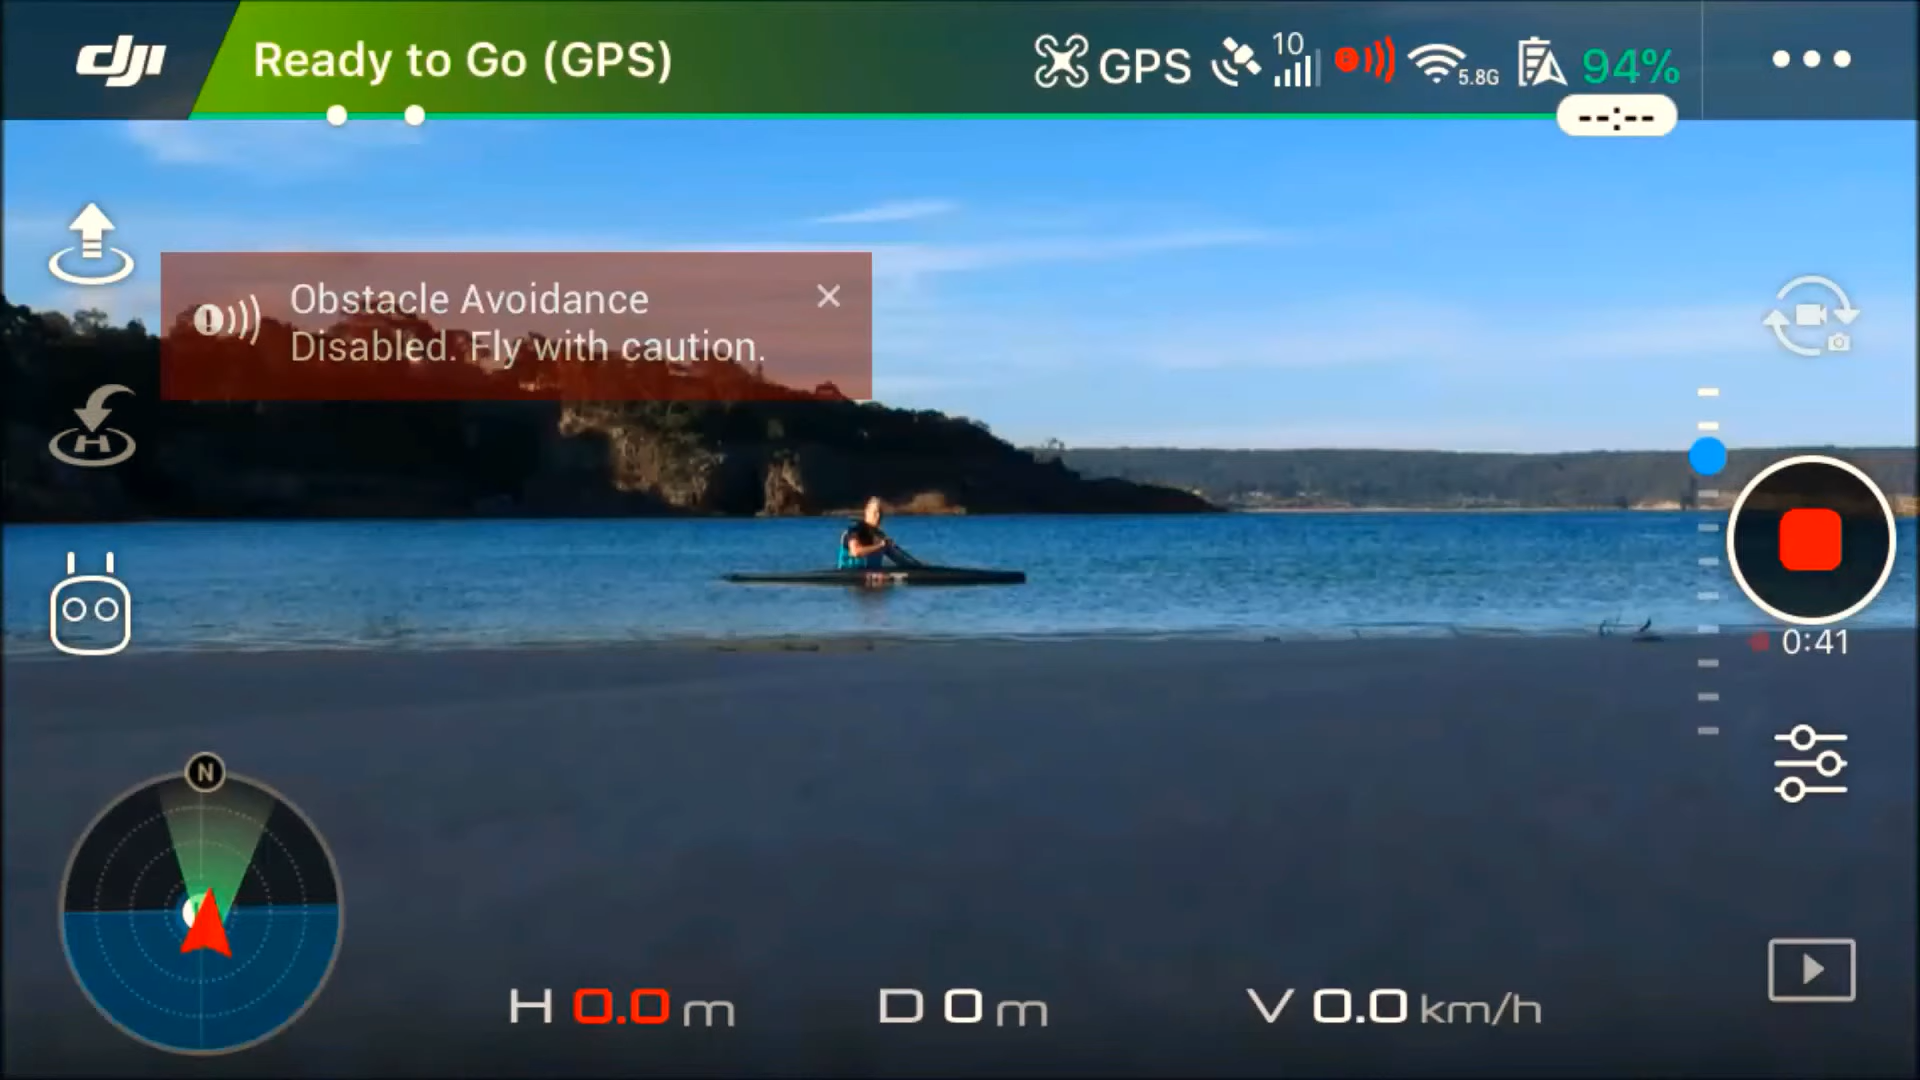 dji
Ready to Go (GPS)
GPS
10
5.8G
94%
--:--
Obstacle Avoidance
Disabled. Fly with caution.
H
0:41
N
H 0.0 m
D 0 m
V 0.0 km/h